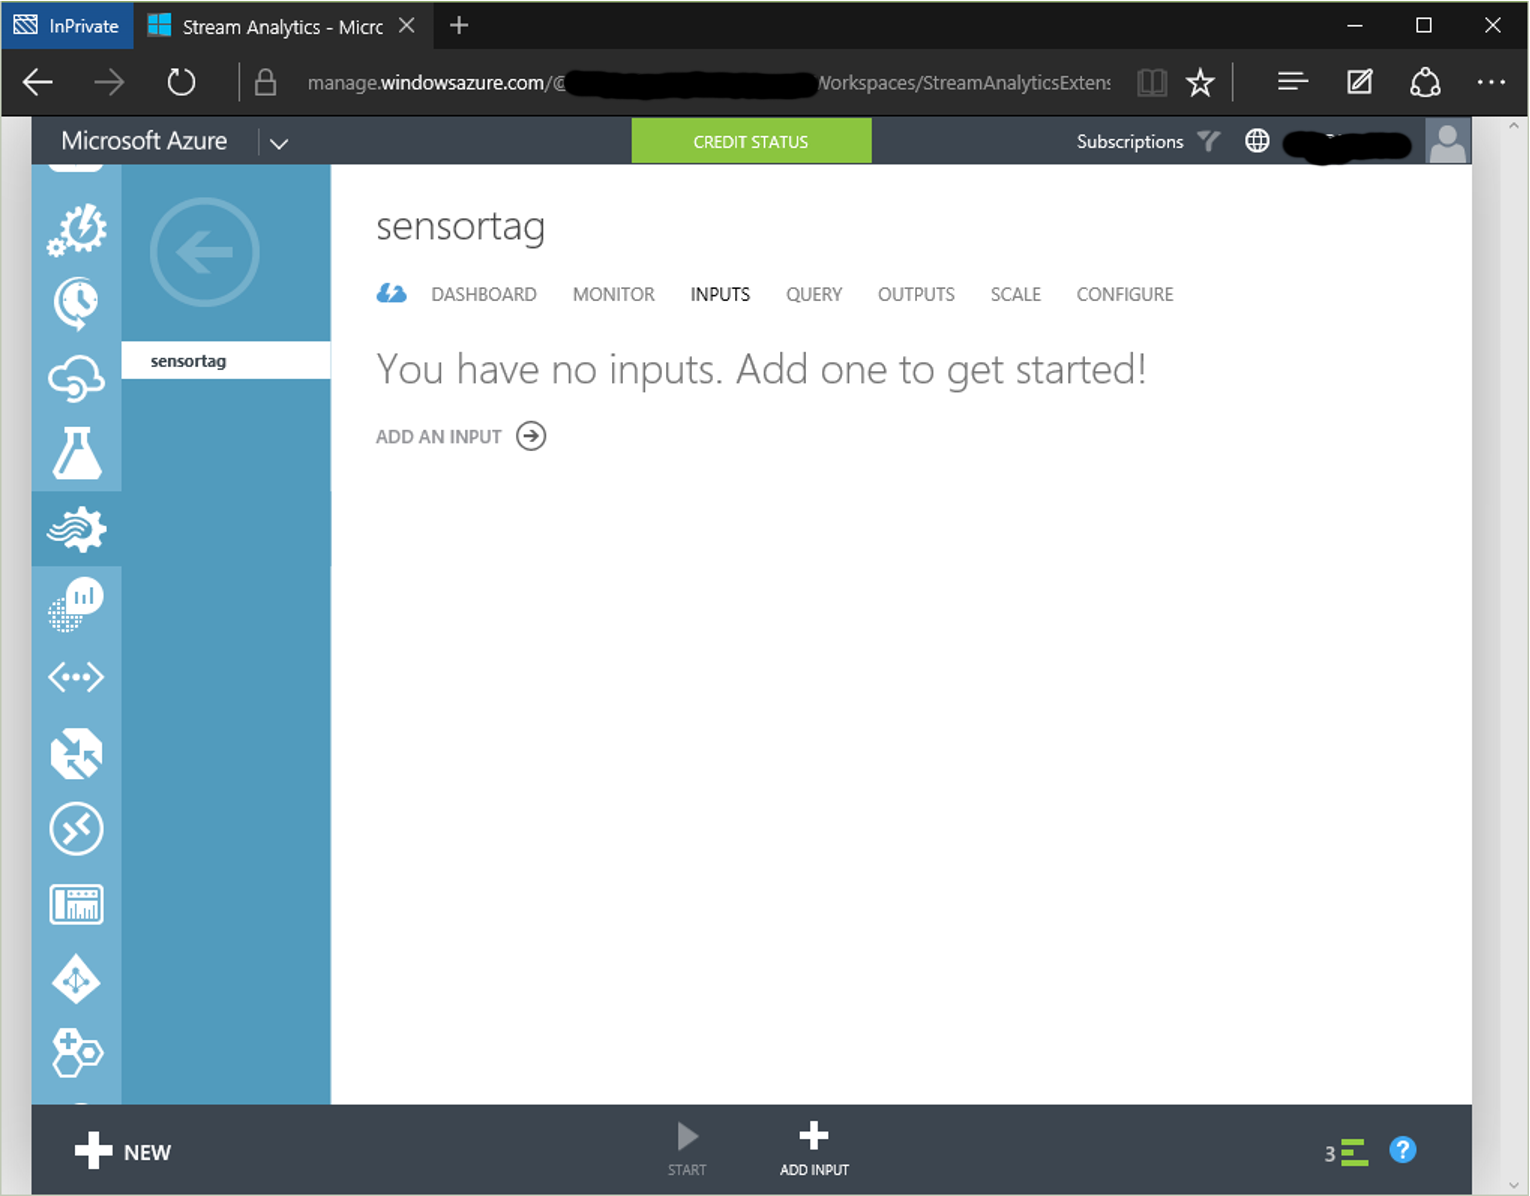 InPrivate
Stream Analytics - Micrc
manage.windowsazure.com/@
Workspaces/StreamAnalyticsExtens
Microsoft Azure
CREDIT STATUS
Subscriptions
sensortag
sensortag
DASHBOARD MONITOR INPUTS QUERY OUTPUTS SCALE CONFIGURE
You have no inputs. Add one to get started!
ADD AN INPUT
NEW
START
ADD INPUT
3
?